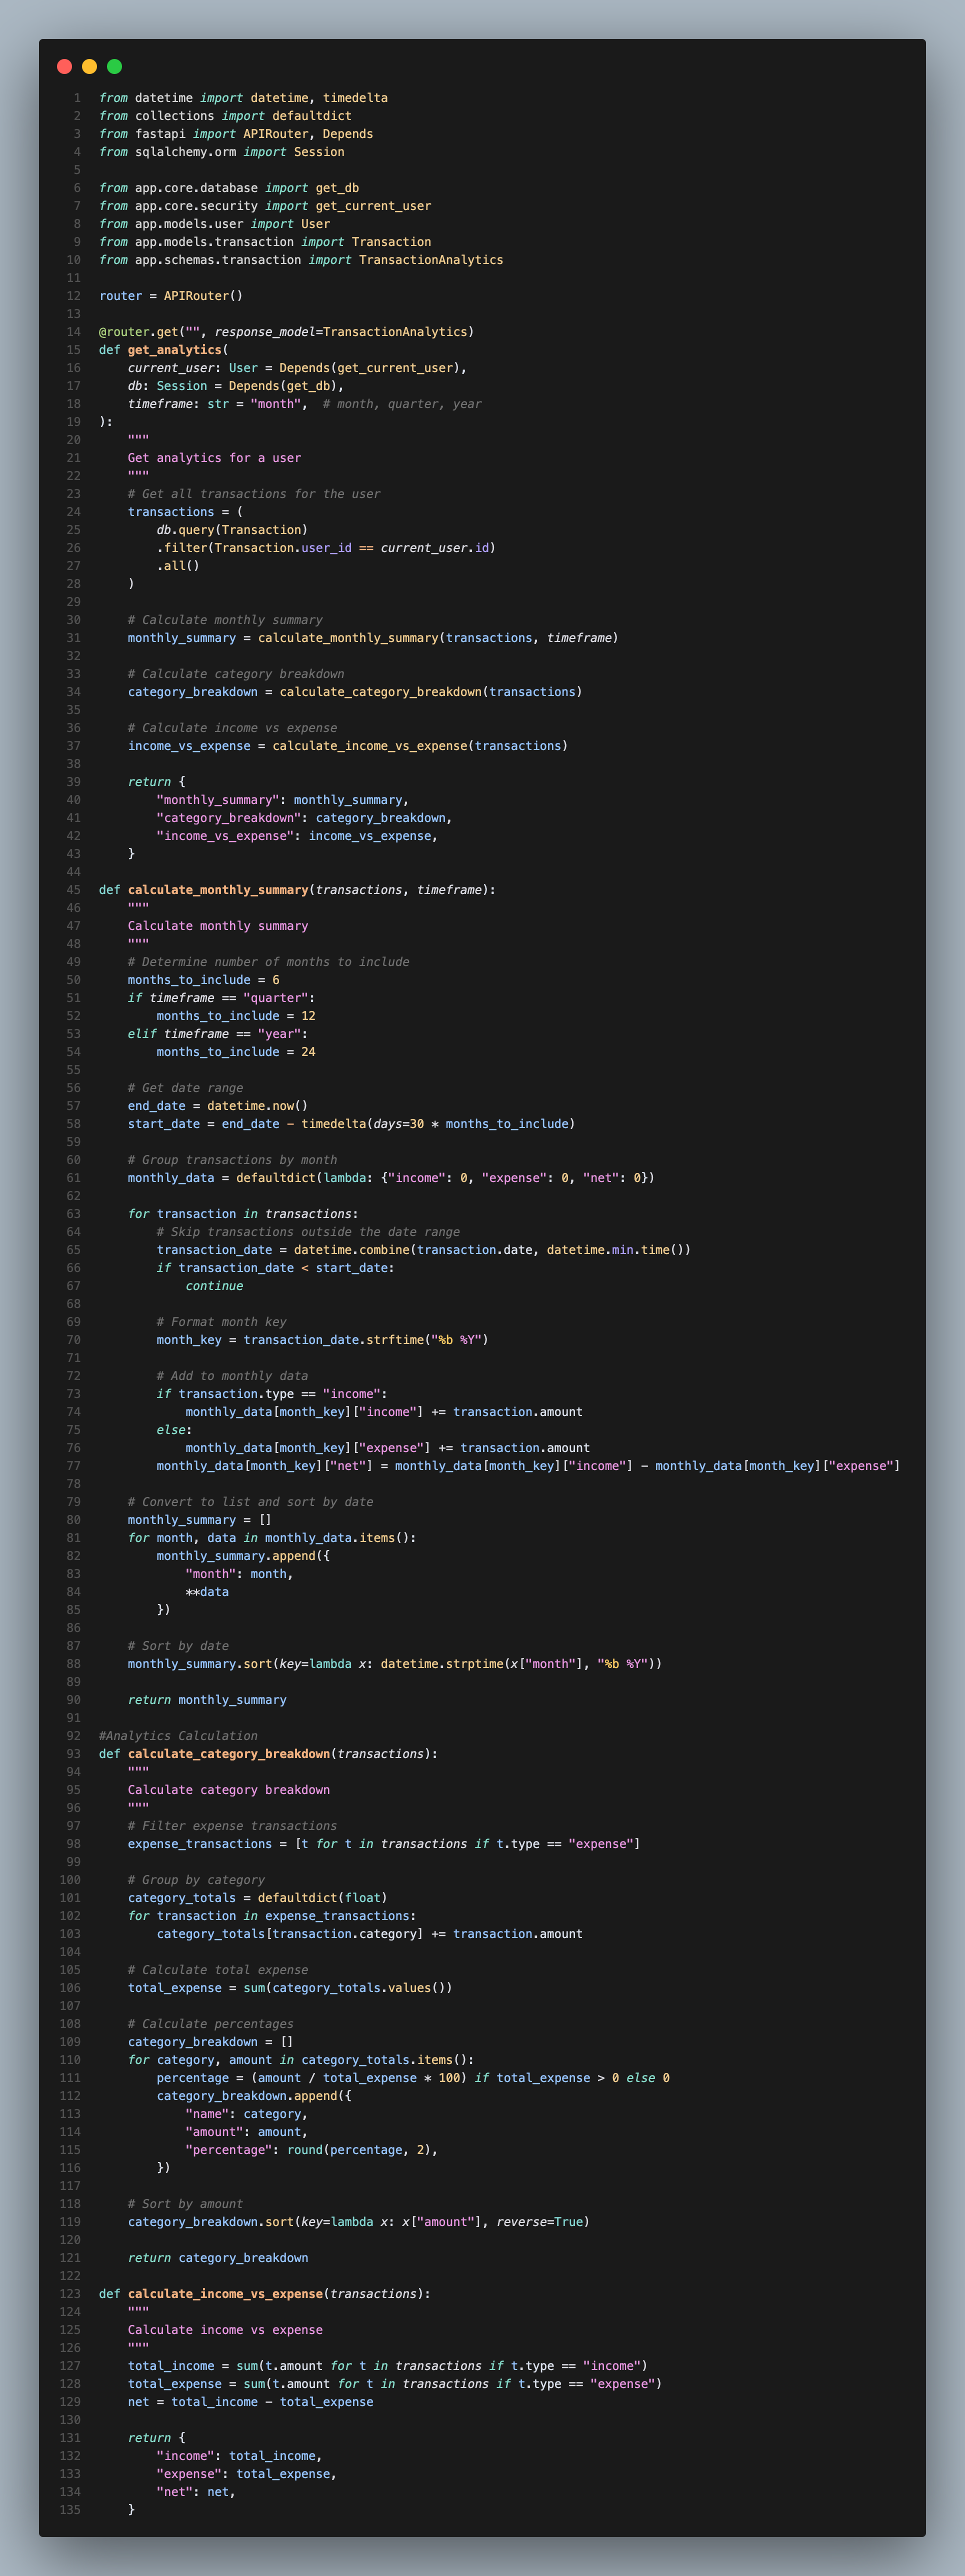 1 from datetime import datetime, timedelta
2 from collections import defaultdict
3 from fastapi import APIRouter, Depends
4 from sqlalchemy.orm import Session
5
6 from app.core.database import get_db
7 from app.core.security import get_current_user
8 from app.models.user import User
9 from app.models.transaction import Transaction
10 from app.schemas.transaction import TransactionAnalytics
11
12 router = APIRouter()
13
14 @router.get("", response_model=TransactionAnalytics)
15 def get_analytics(
16     current_user: User = Depends(get_current_user),
17     db: Session = Depends(get_db),
18     timeframe: str = "month",  # month, quarter, year
19 ):
20     """
21     Get analytics for a user
22     """
23     # Get all transactions for the user
24     transactions = (
25         db.query(Transaction)
26         .filter(Transaction.user_id == current_user.id)
27         .all()
28     )
29
30     # Calculate monthly summary
31     monthly_summary = calculate_monthly_summary(transactions, timeframe)
32
33     # Calculate category breakdown
34     category_breakdown = calculate_category_breakdown(transactions)
35
36     # Calculate income vs expense
37     income_vs_expense = calculate_income_vs_expense(transactions)
38
39     return {
40         "monthly_summary": monthly_summary,
41         "category_breakdown": category_breakdown,
42         "income_vs_expense": income_vs_expense,
43     }
44
45 def calculate_monthly_summary(transactions, timeframe):
46     """
47     Calculate monthly summary
48     """
49     # Determine number of months to include
50     months_to_include = 6
51     if timeframe == "quarter":
52         months_to_include = 12
53     elif timeframe == "year":
54         months_to_include = 24
55
56     # Get date range
57     end_date = datetime.now()
58     start_date = end_date - timedelta(days=30 * months_to_include)
59
60     # Group transactions by month
61     monthly_data = defaultdict(lambda: {"income": 0, "expense": 0, "net": 0})
62
63     for transaction in transactions:
64         # Skip transactions outside the date range
65         transaction_date = datetime.combine(transaction.date, datetime.min.time())
66         if transaction_date < start_date:
67             continue
68
69         # Format month key
70         month_key = transaction_date.strftime("%b %Y")
71
72         # Add to monthly data
73         if transaction.type == "income":
74             monthly_data[month_key]["income"] += transaction.amount
75         else:
76             monthly_data[month_key]["expense"] += transaction.amount
77         monthly_data[month_key]["net"] = monthly_data[month_key]["income"] - monthly_data[month_key]["expense"]
78
79     # Convert to list and sort by date
80     monthly_summary = []
81     for month, data in monthly_data.items():
82         monthly_summary.append({
83             "month": month,
84             **data
85         })
86
87     # Sort by date
88     monthly_summary.sort(key=lambda x: datetime.strptime(x["month"], "%b %Y"))
89
90     return monthly_summary
91
92 #Analytics Calculation
93 def calculate_category_breakdown(transactions):
94     """
95     Calculate category breakdown
96     """
97     # Filter expense transactions
98     expense_transactions = [t for t in transactions if t.type == "expense"]
99
100     # Group by category
101     category_totals = defaultdict(float)
102     for transaction in expense_transactions:
103         category_totals[transaction.category] += transaction.amount
104
105     # Calculate total expense
106     total_expense = sum(category_totals.values())
107
108     # Calculate percentages
109     category_breakdown = []
110     for category, amount in category_totals.items():
111         percentage = (amount / total_expense * 100) if total_expense > 0 else 0
112         category_breakdown.append({
113             "name": category,
114             "amount": amount,
115             "percentage": round(percentage, 2),
116         })
117
118     # Sort by amount
119     category_breakdown.sort(key=lambda x: x["amount"], reverse=True)
120
121     return category_breakdown
122
123 def calculate_income_vs_expense(transactions):
124     """
125     Calculate income vs expense
126     """
127     total_income = sum(t.amount for t in transactions if t.type == "income")
128     total_expense = sum(t.amount for t in transactions if t.type == "expense")
129     net = total_income - total_expense
130
131     return {
132         "income": total_income,
133         "expense": total_expense,
134         "net": net,
135     }